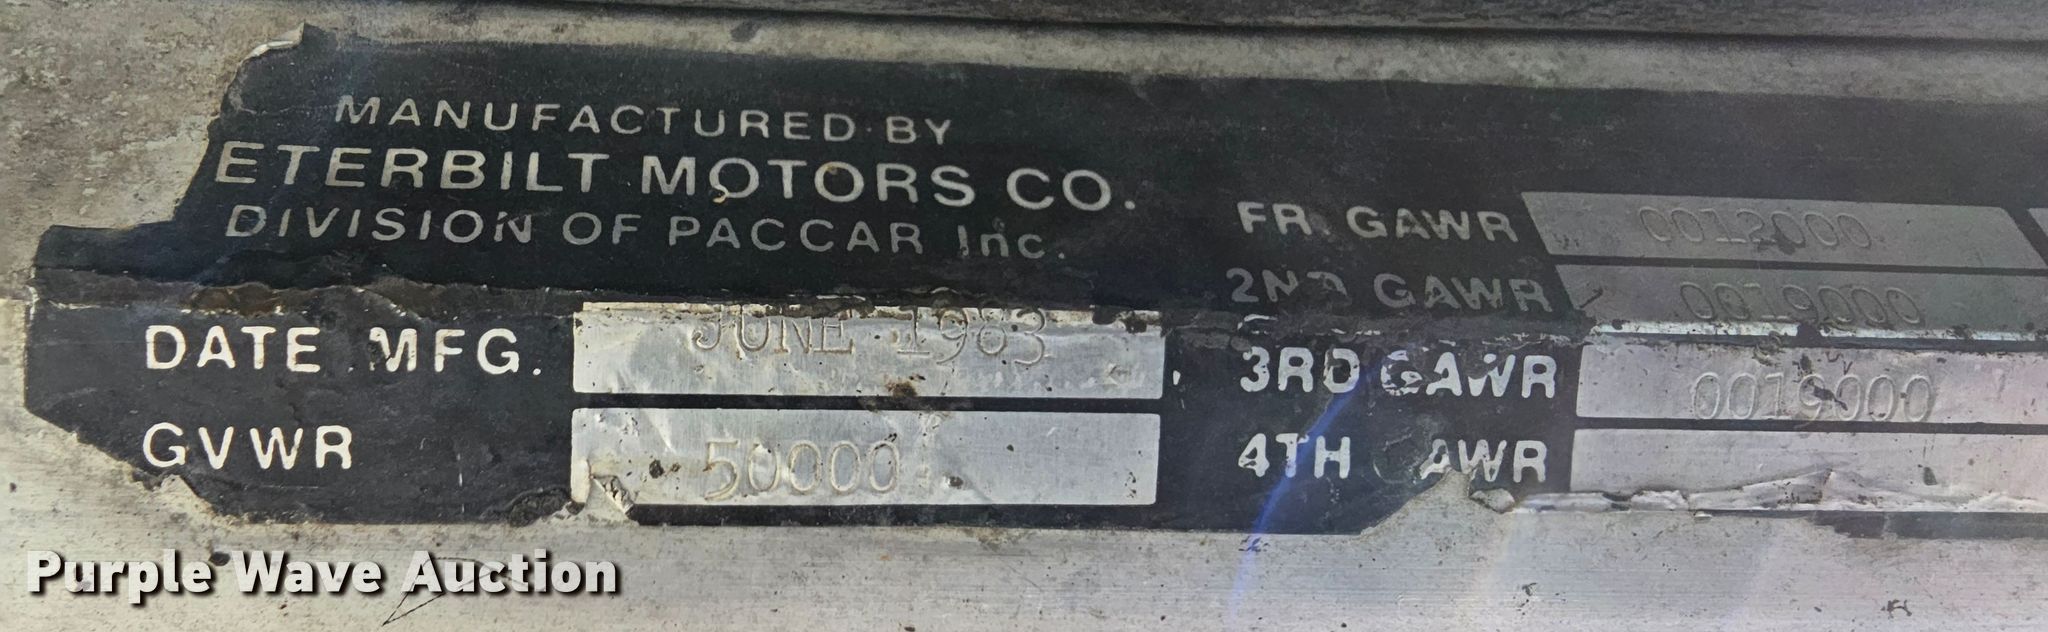 MANUFACTURED BY
ETERBILT MOTORS CO.
DIVISION OF PACCAR Inc.
DATE MFG. JUNE 1983
GVWR 50000
FR. GAWR 0012000
2ND GAWR 0019000
3RD GAWR 0019000
4TH GAWR
Purple Wave Auction